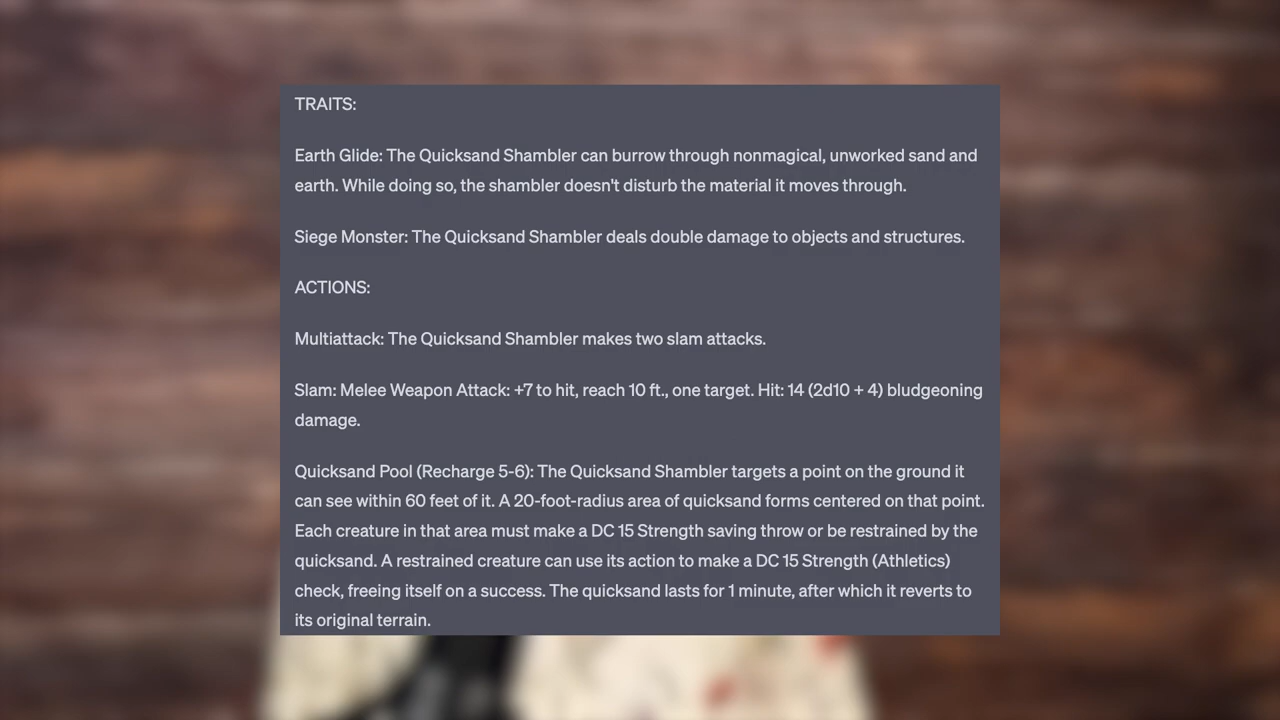 TRAITS:
Earth Glide: The Quicksand Shambler can burrow through nonmagical, unworked sand and
earth. While doing so, the shambler doesn't disturb the material it moves through.
Siege Monster: The Quicksand Shambler deals double damage to objects and structures.
ACTIONS:
Multiattack: The Quicksand Shambler makes two slam attacks.
Slam: Melee Weapon Attack: +7 to hit, reach 10 ft., one target. Hit: 14 (2d10 + 4) bludgeoning
damage.
Quicksand Pool (Recharge 5-6): The Quicksand Shambler targets a point on the ground it
can see within 60 feet of it. A 20-foot-radius area of quicksand forms centered on that point.
Each creature in that area must make a DC 15 Strength saving throw or be restrained by the
quicksand. A restrained creature can use its action to make a DC 15 Strength (Athletics)
check, freeing itself on a success. The quicksand lasts for 1 minute, after which it reverts to
its original terrain.